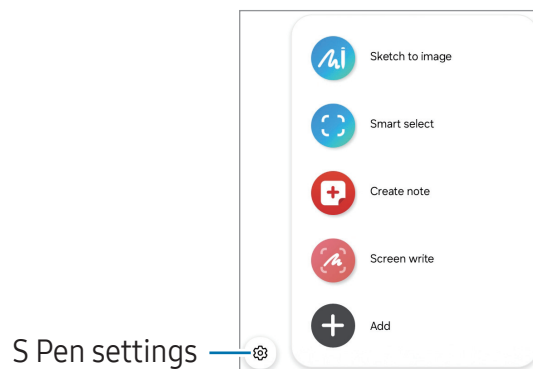 Sketch to image
Smart select
Create note
Screen write
Add
S Pen settings